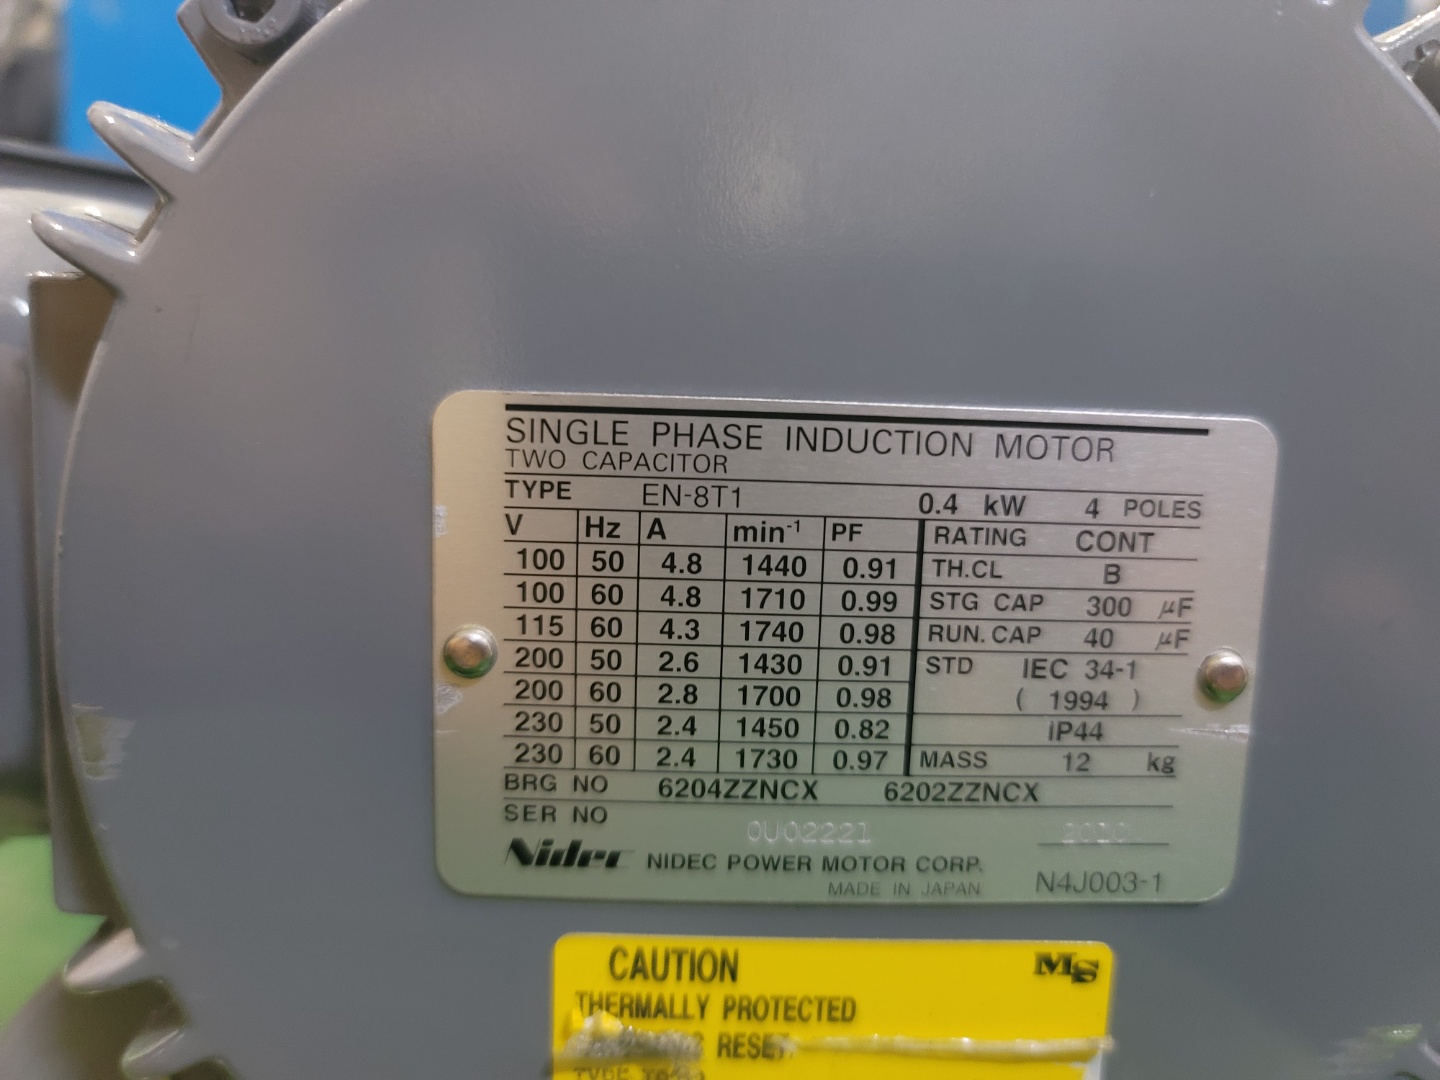 SINGLE PHASE INDUCTION MOTOR
TWO CAPACITOR
TYPE EN-8T1 0.4 kW 4 POLES
V Hz A min⁻¹ PF RATING CONT
100 50 4.8 1440 0.91 TH.CL B
100 60 4.8 1710 0.99 STG CAP 300 μF
115 60 4.3 1740 0.98 RUN. CAP 40 μF
200 50 2.6 1430 0.91 STD IEC 34-1
200 60 2.8 1700 0.98 ( 1994 )
230 50 2.4 1450 0.82 IP44
230 60 2.4 1730 0.97 MASS 12 kg
BRG NO 6204ZZNCX 6202ZZNCX
SER NO
0U02221
Nidec NIDEC POWER MOTOR CORP.
MADE IN JAPAN N4J003-1
CAUTION MS
THERMALLY PROTECTED
RESET
TYPE